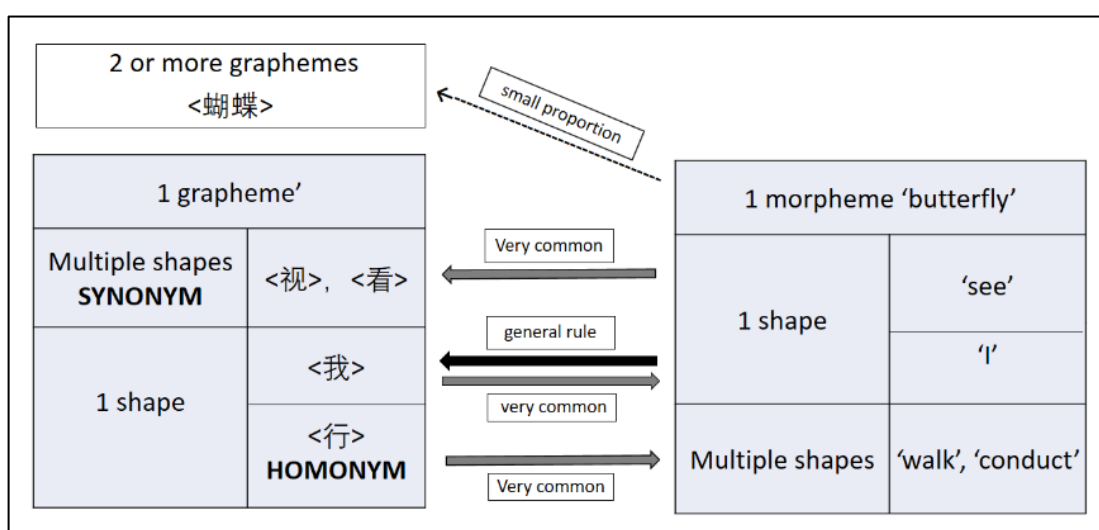 2 or more graphemes
<蝴蝶>
small proportion
1 grapheme’
1 morpheme ‘butterfly’
Multiple shapes
SYNONYM
<视>，<看>
Very common
1 shape
‘see’
general rule
‘I’
1 shape
<我>
very common
<行>
HOMONYM
Very common
Multiple shapes
‘walk’, ‘conduct’